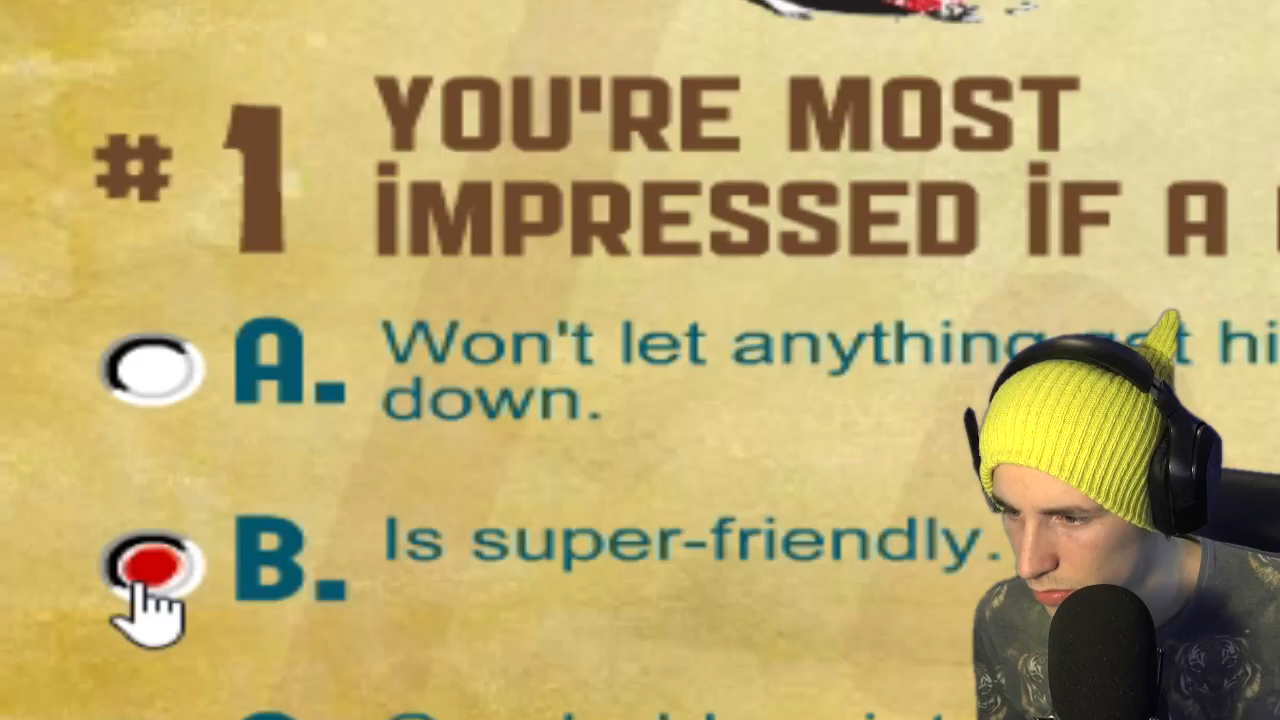 #1 YOU'RE MOST
İMPRESSED İF A
A. Won't let anything
down.
B. Is super-friendly.